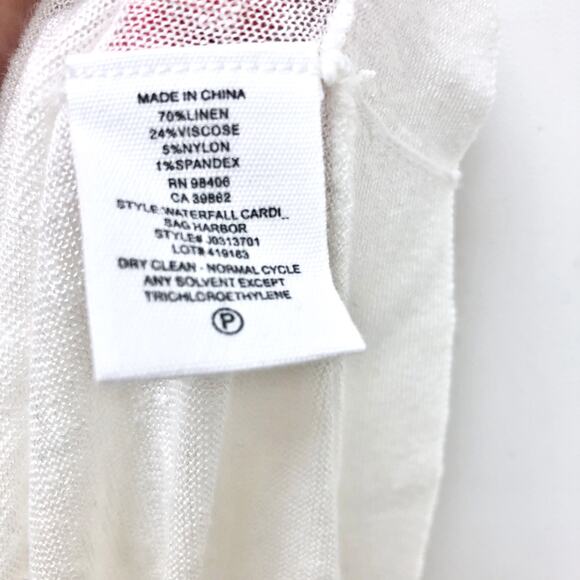 MADE IN CHINA
70%LINEN
24%VISCOSE
5%NYLON
1%SPANDEX
RN 98406
CA 39862
STYLE:WATERFALL CARDI..
SAG HARBOR
STYLE# J0313701
LOT# 419183
DRY CLEAN - NORMAL CYCLE
ANY SOLVENT EXCEPT
TRICHLOROETHYLENE
P